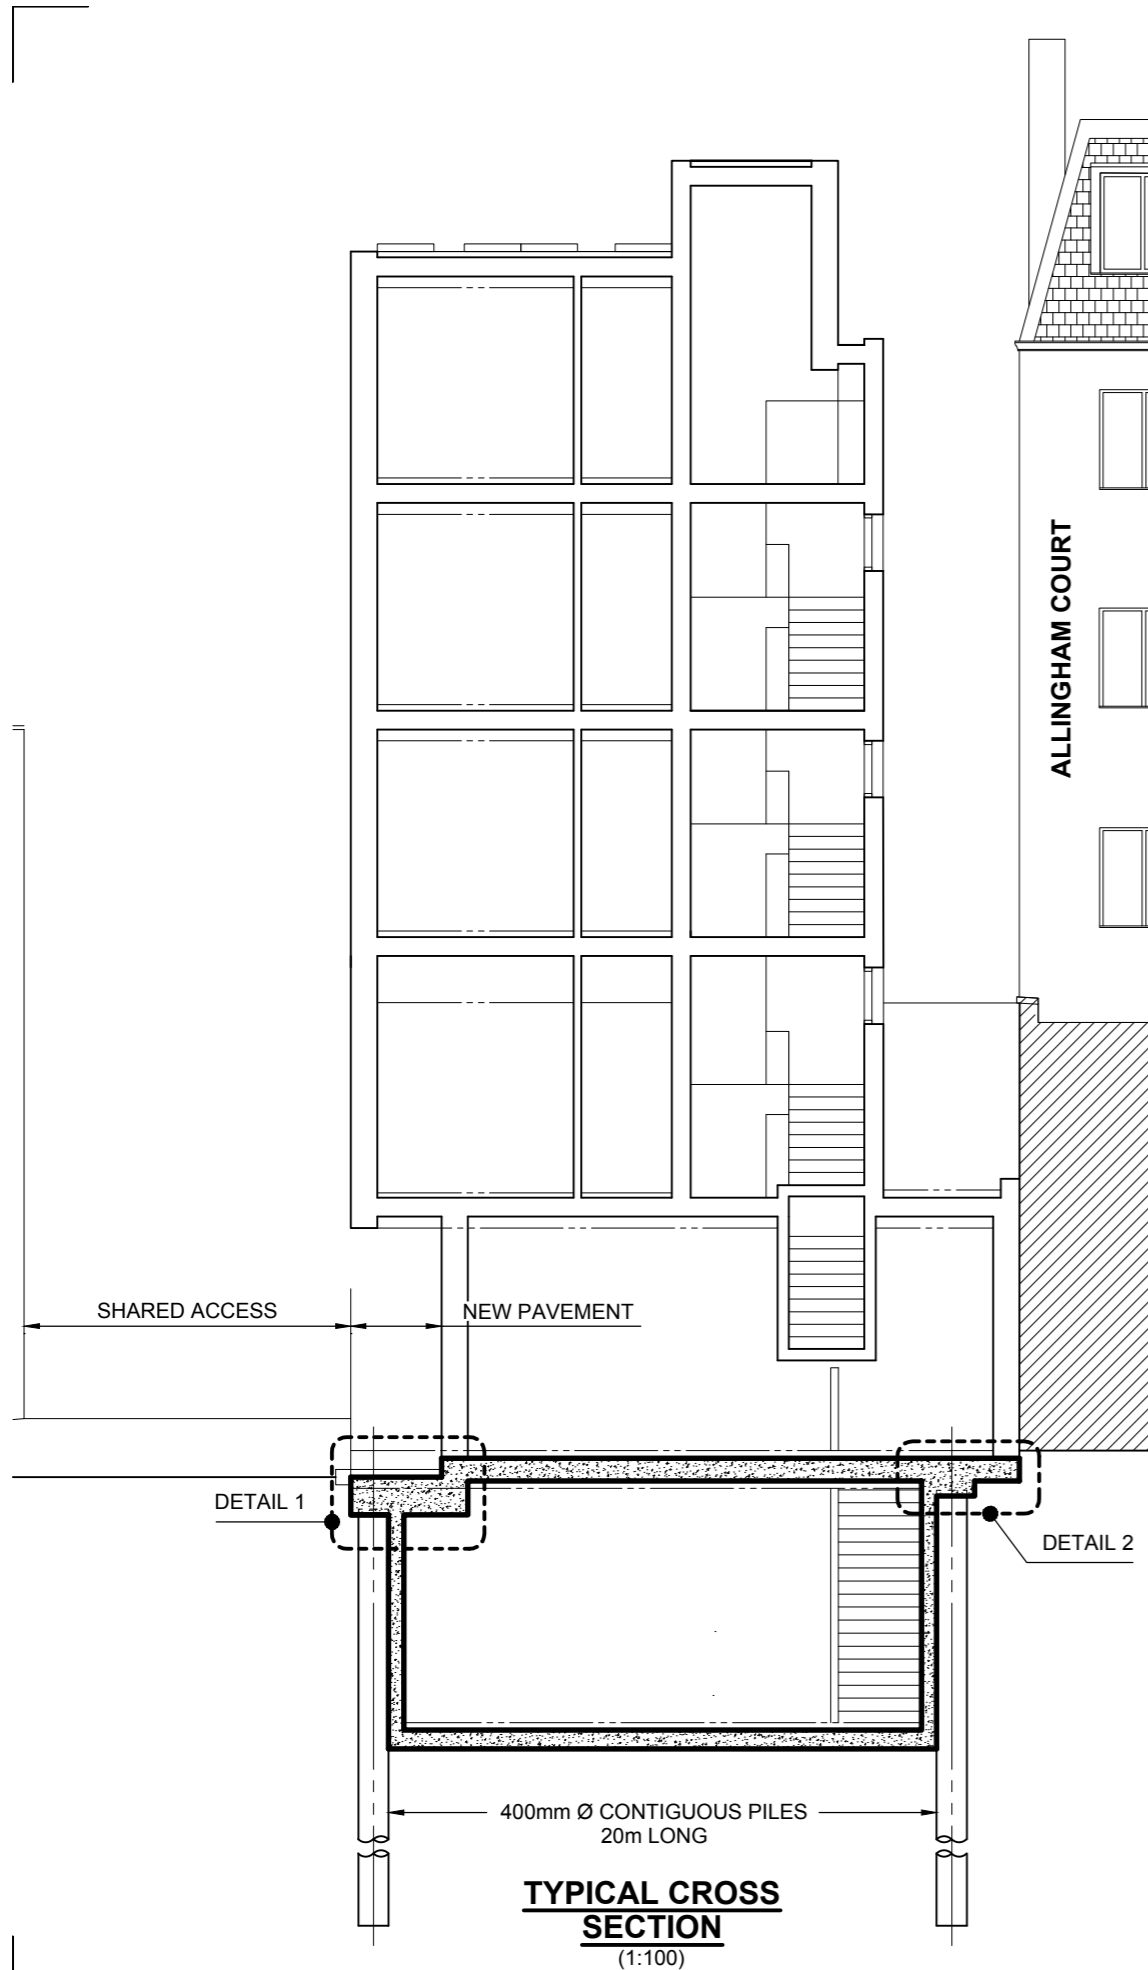 ALLINGHAM COURT
SHARED ACCESS
NEW PAVEMENT
DETAIL 1
DETAIL 2
400mm Ø CONTIGUOUS PILES
20m LONG
TYPICAL CROSS
SECTION
(1:100)